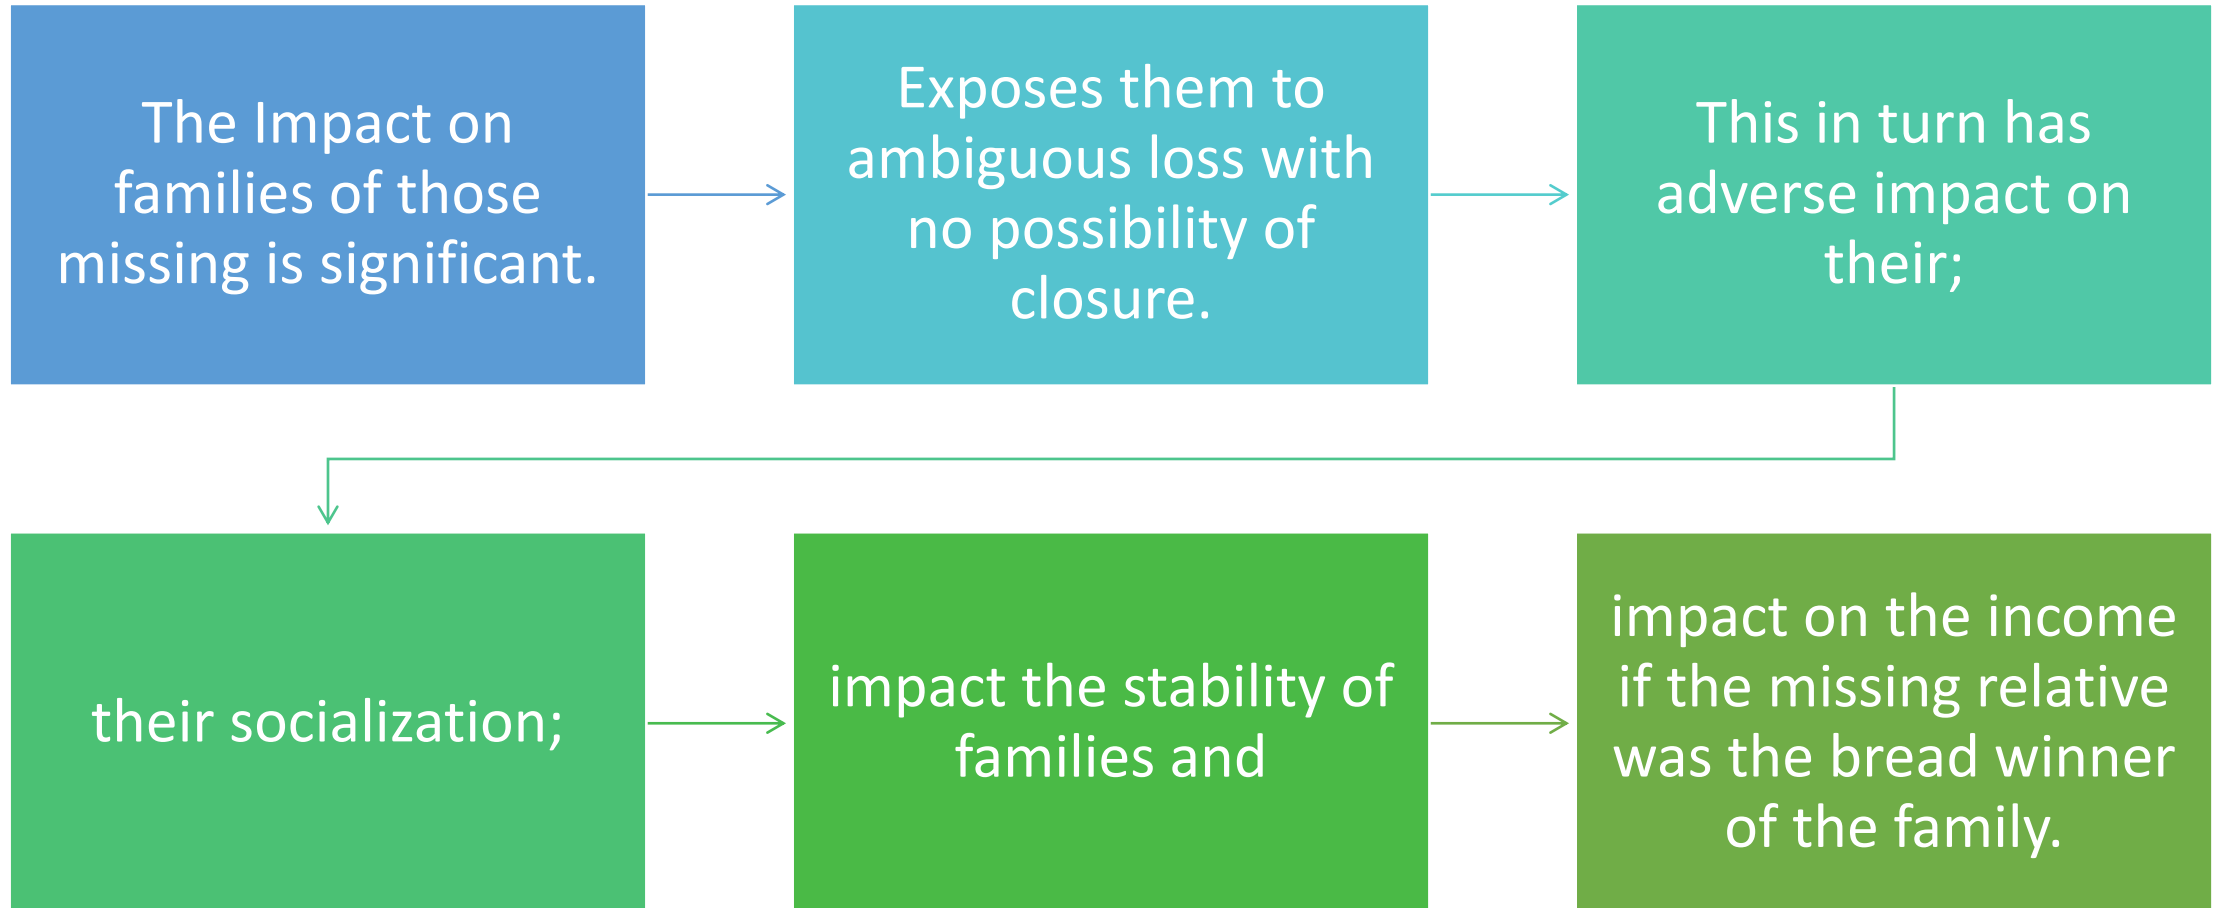 The Impact on
families of those
missing is significant.
Exposes them to
ambiguous loss with
no possibility of
closure.
This in turn has
adverse impact on
their;
their socialization;
impact the stability of
families and
impact on the income
if the missing relative
was the bread winner
of the family.